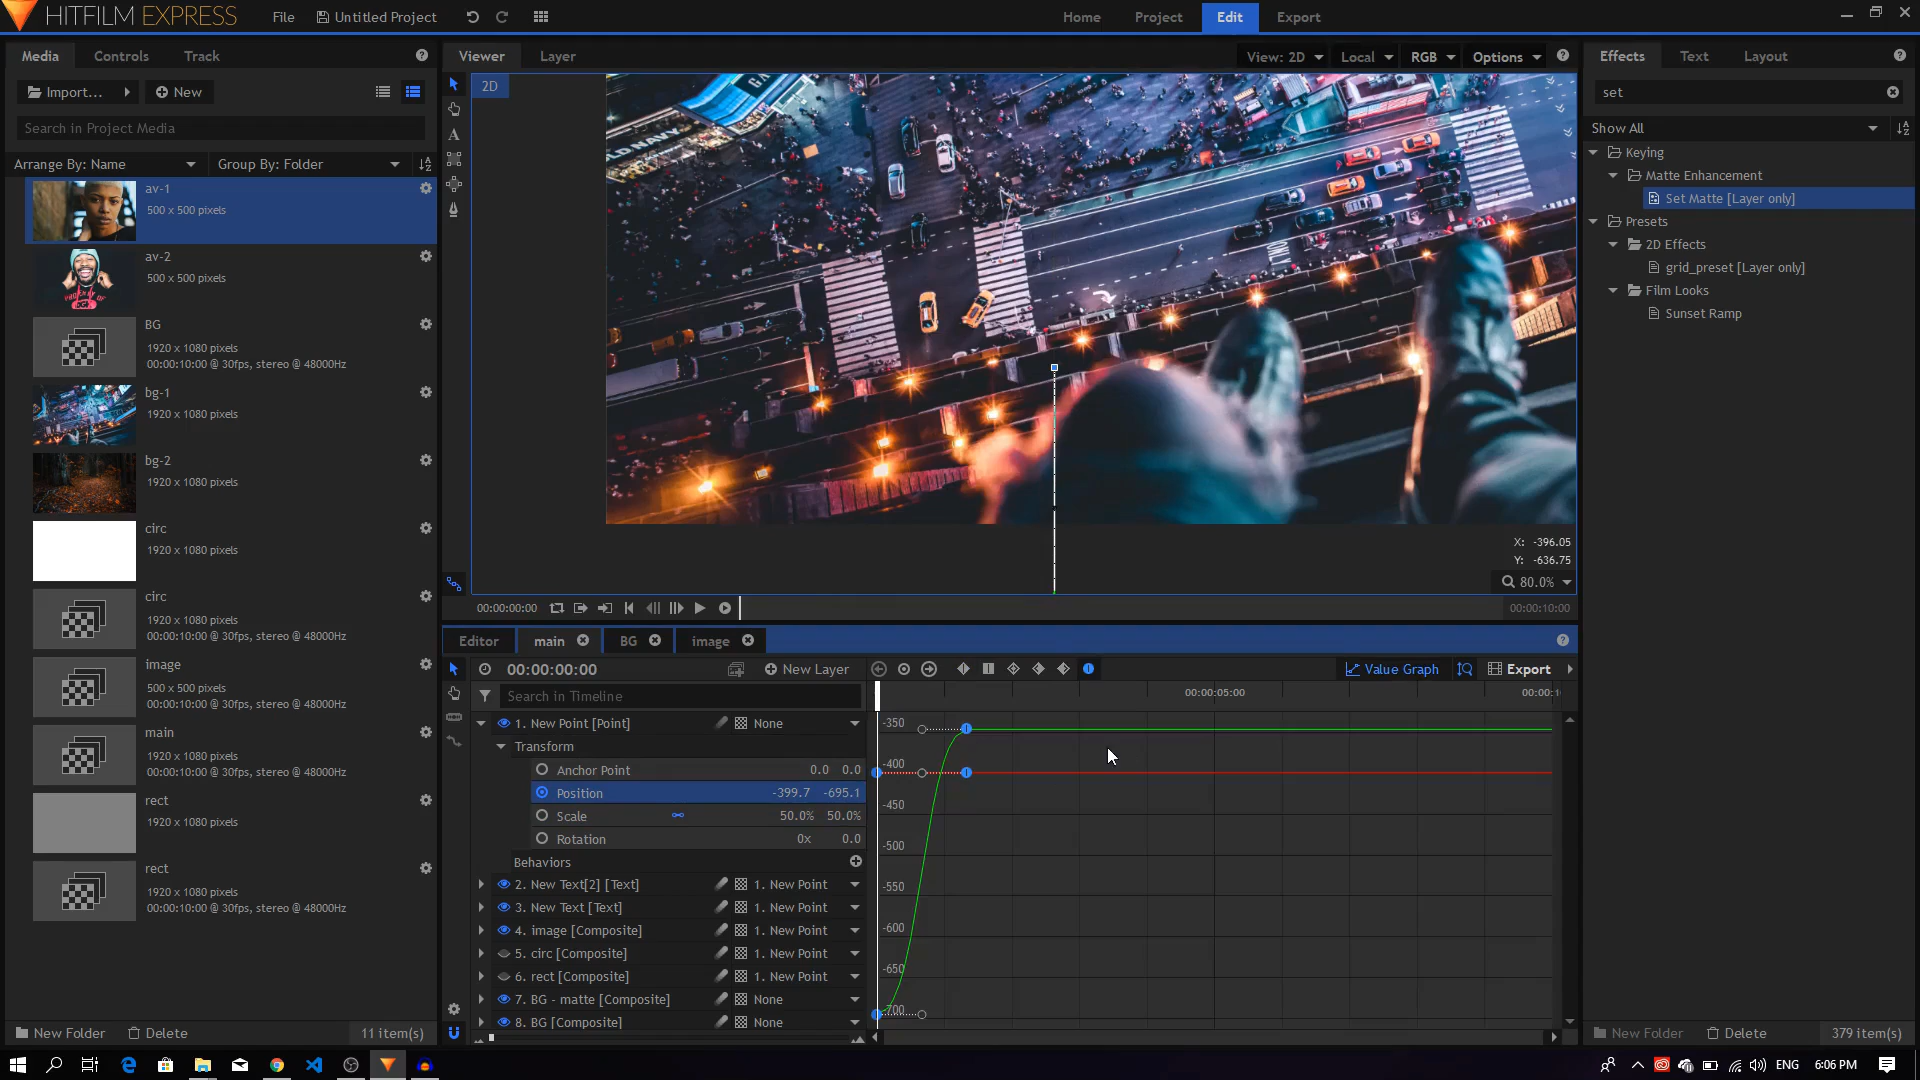 HITFILM EXPRESS
File
Untitled Project
Home
Project
Edit
Export
Media
Controls
Track
Import...
New
Search in Project Media
Arrange By: Name
Group By: Folder
av-1
500 x 500 pixels
av-2
500 x 500 pixels
BG
1920 x 1080 pixels
00:00:10:00 @ 30fps, stereo @ 48000Hz
bg-1
1920 x 1080 pixels
bg-2
1920 x 1080 pixels
circ
1920 x 1080 pixels
circ
1920 x 1080 pixels
00:00:10:00 @ 30fps, stereo @ 48000Hz
image
500 x 500 pixels
00:00:10:00 @ 30fps, stereo @ 48000Hz
main
1920 x 1080 pixels
00:00:10:00 @ 30fps, stereo @ 48000Hz
rect
1920 x 1080 pixels
rect
1920 x 1080 pixels
00:00:10:00 @ 30fps, stereo @ 48000Hz
New Folder
Delete
11 item(s)
Viewer
Layer
View: 2D
Local
RGB
Options
2D
OLD NAVY
ONLY
X: -396.05
Y: -636.75
80.0%
00:00:00:00
00:00:10:00
Editor
main
BG
image
00:00:00:00
New Layer
Value Graph
Export
Search in Timeline
00:00:05:00
00:00:1
1. New Point [Point]
None
Transform
Anchor Point
0.0
0.0
Position
-399.7
-695.1
Scale
50.0%
50.0%
Rotation
0x
0.0
Behaviors
2. New Text[2] [Text]
1. New Point
3. New Text [Text]
1. New Point
4. image [Composite]
1. New Point
5. circ [Composite]
1. New Point
6. rect [Composite]
1. New Point
7. BG - matte [Composite]
None
8. BG [Composite]
None
-350
-400
-450
-500
-550
-600
-650
-700
Effects
Text
Layout
set
Show All
Keying
Matte Enhancement
Set Matte [Layer only]
Presets
2D Effects
grid_preset [Layer only]
Film Looks
Sunset Ramp
New Folder
Delete
379 item(s)
ENG
6:06 PM